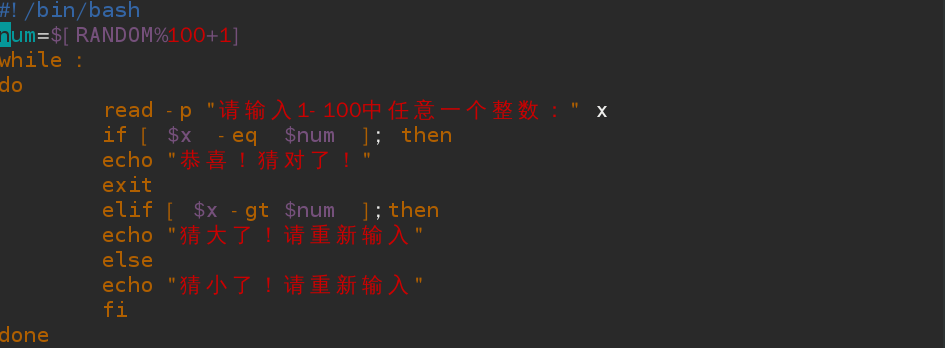 #!/bin/bash
num=$[RANDOM%100+1]
while :
do
        read -p "请输入1-100中任意一个整数：" x
        if [ $x -eq $num ]; then
        echo "恭喜！猜对了！"
        exit
        elif [ $x -gt $num ];then
        echo "猜大了！请重新输入"
        else
        echo "猜小了！请重新输入"
        fi
done